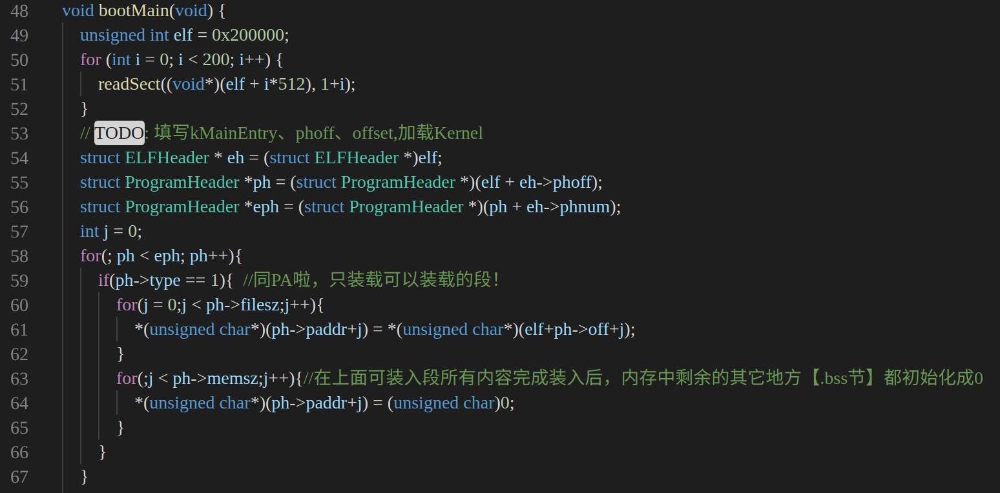 48 void bootMain(void) {
49 unsigned int elf = 0x200000;
50 for (int i = 0; i < 200; i++) {
51 readSect((void*)(elf + i*512), 1+i);
52 }
53 // TODO: 填写kMainEntry、phoff、offset,加载Kernel
54 struct ELFHeader * eh = (struct ELFHeader *)elf;
55 struct ProgramHeader *ph = (struct ProgramHeader *)(elf + eh->phoff);
56 struct ProgramHeader *eph = (struct ProgramHeader *)(ph + eh->phnum);
57 int j = 0;
58 for(; ph < eph; ph++){
59 if(ph->type == 1){ //同PA啦，只装载可以装载的段！
60 for(j = 0;j < ph->filesz;j++){
61 *(unsigned char*)(ph->paddr+j) = *(unsigned char*)(elf+ph->off+j);
62 }
63 for(;j < ph->memsz;j++){//在上面可装入段所有内容完成装入后，内存中剩余的其它地方【.bss节】都初始化成0
64 *(unsigned char*)(ph->paddr+j) = (unsigned char)0;
65 }
66 }
67 }